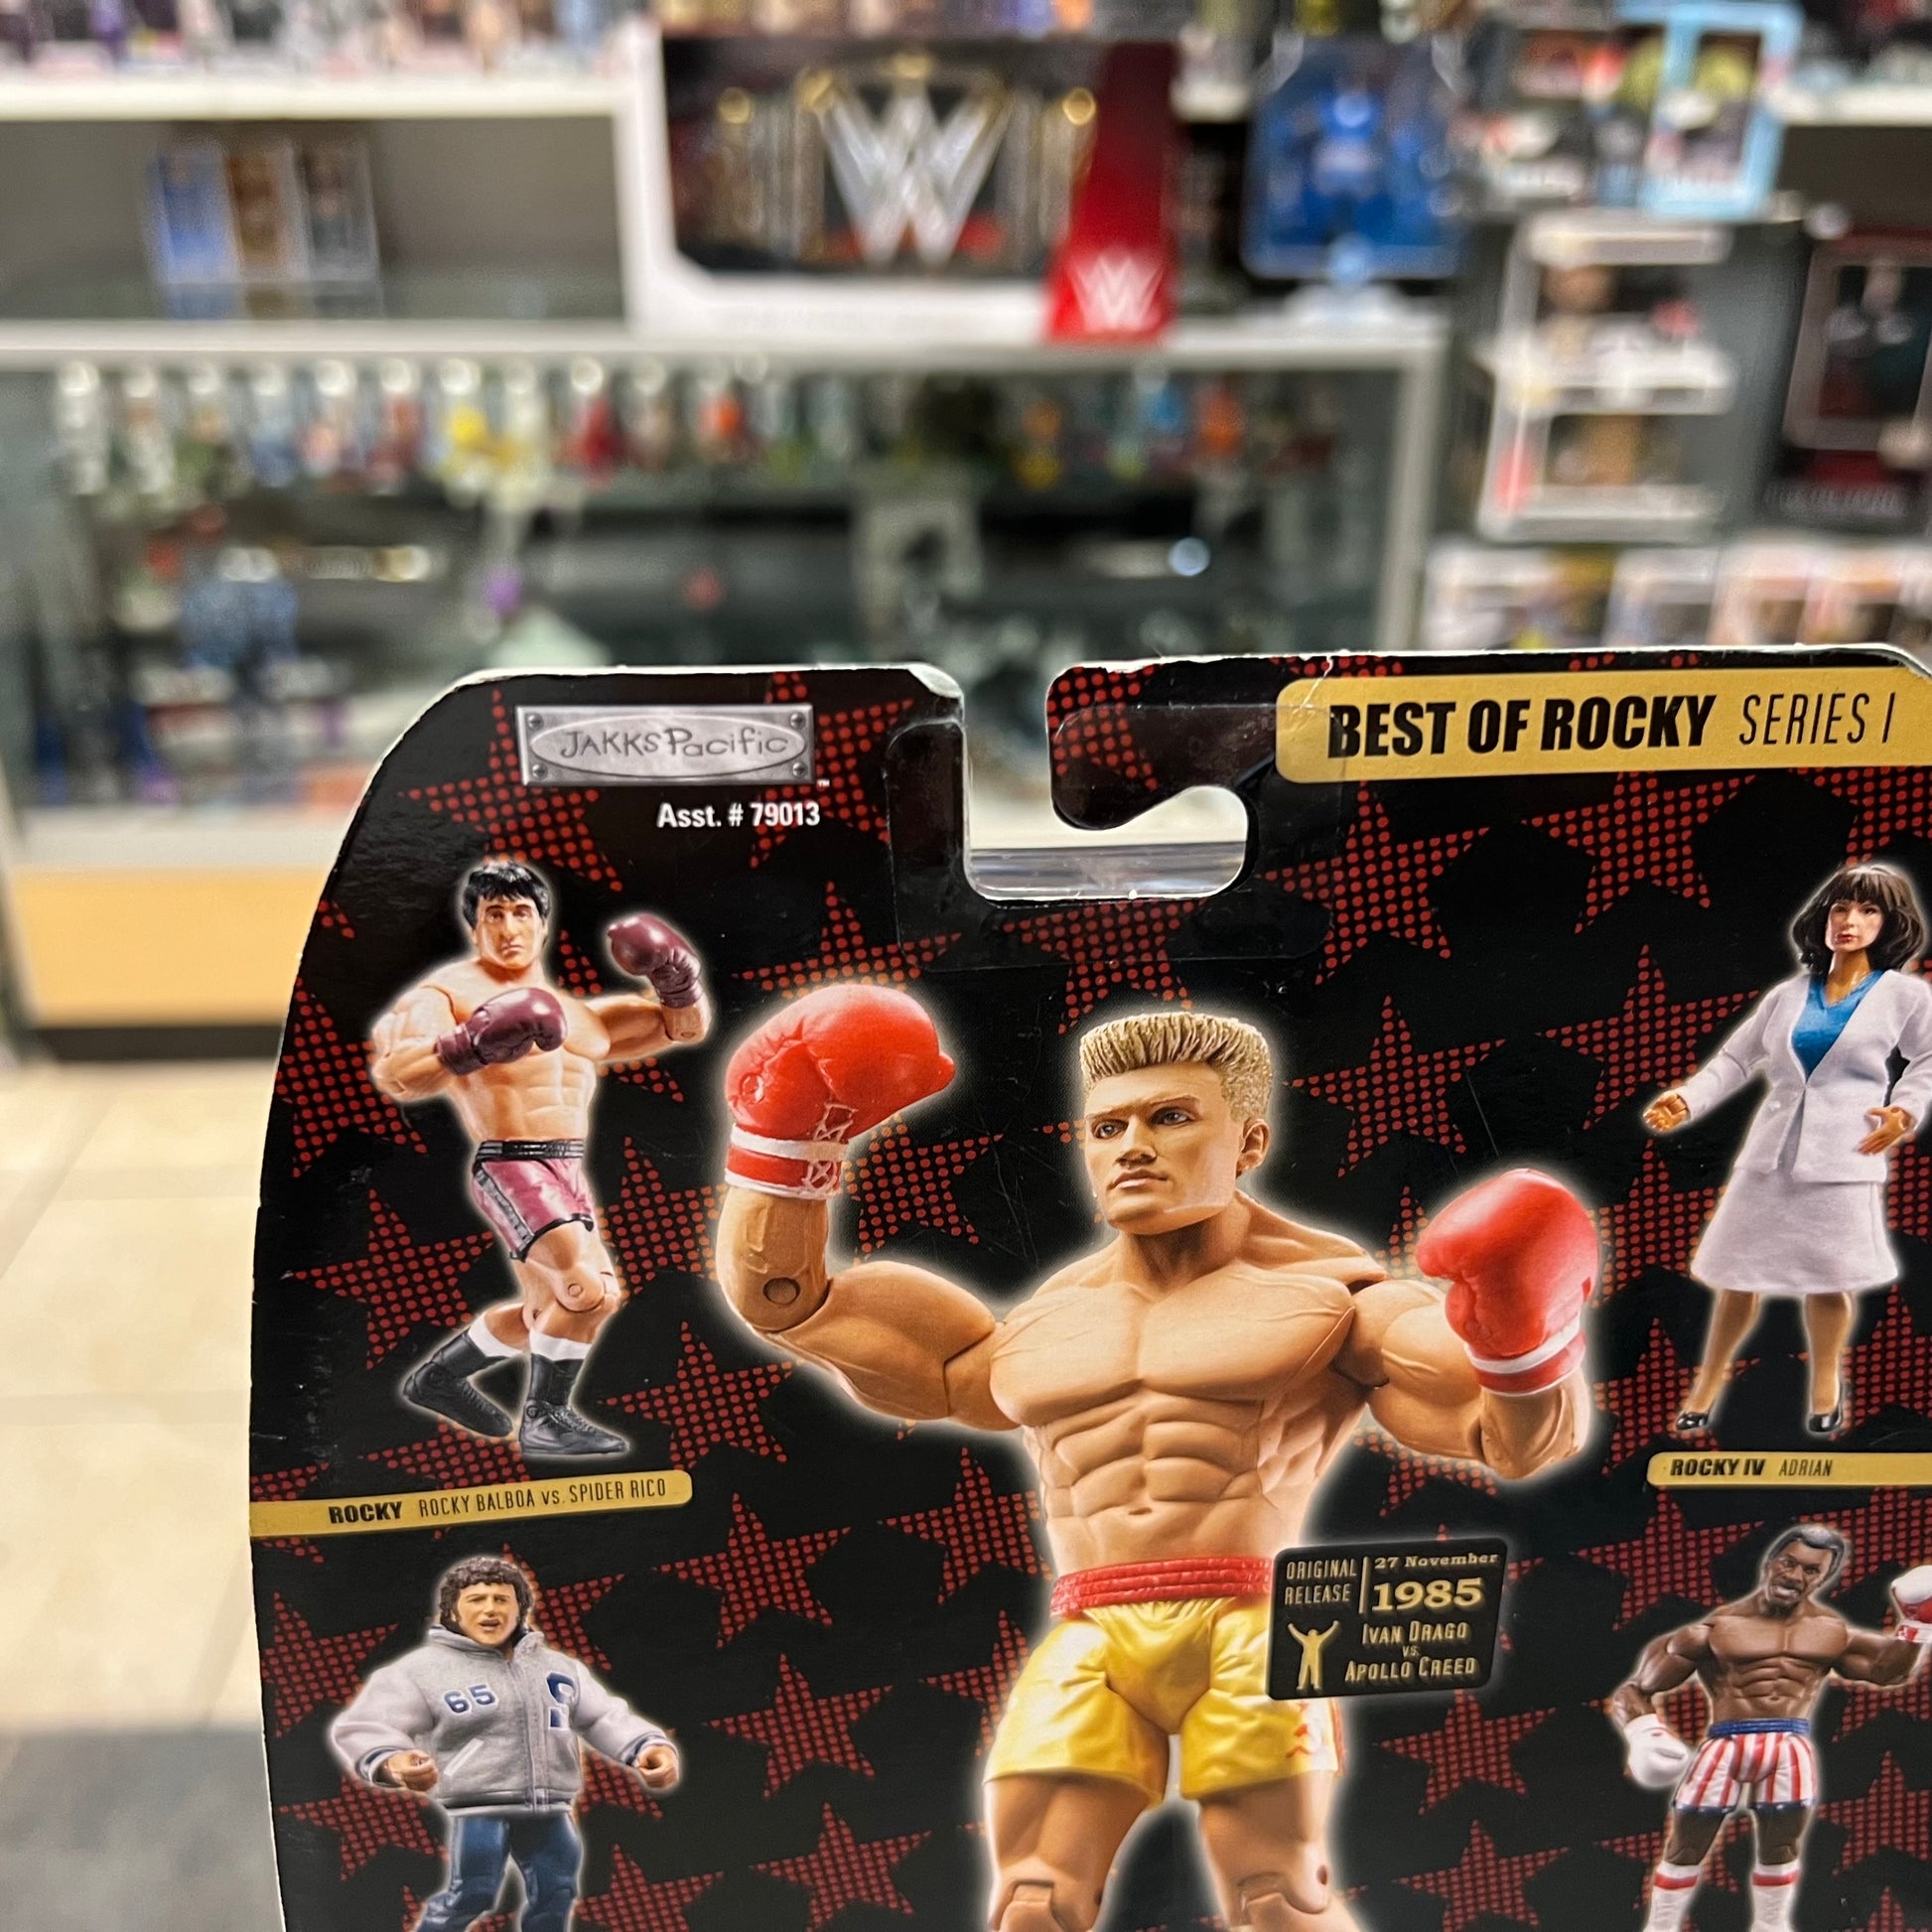 JAKKS Pacific™
Asst. # 79013
BEST OF ROCKY SERIES I
ROCKY ROCKY BALBOA vs. SPIDER RICO
ROCKY IV ADRIAN
65
ORIGINAL RELEASE
27 November
1985
IVAN DRAGO
VS.
APOLLO CREED